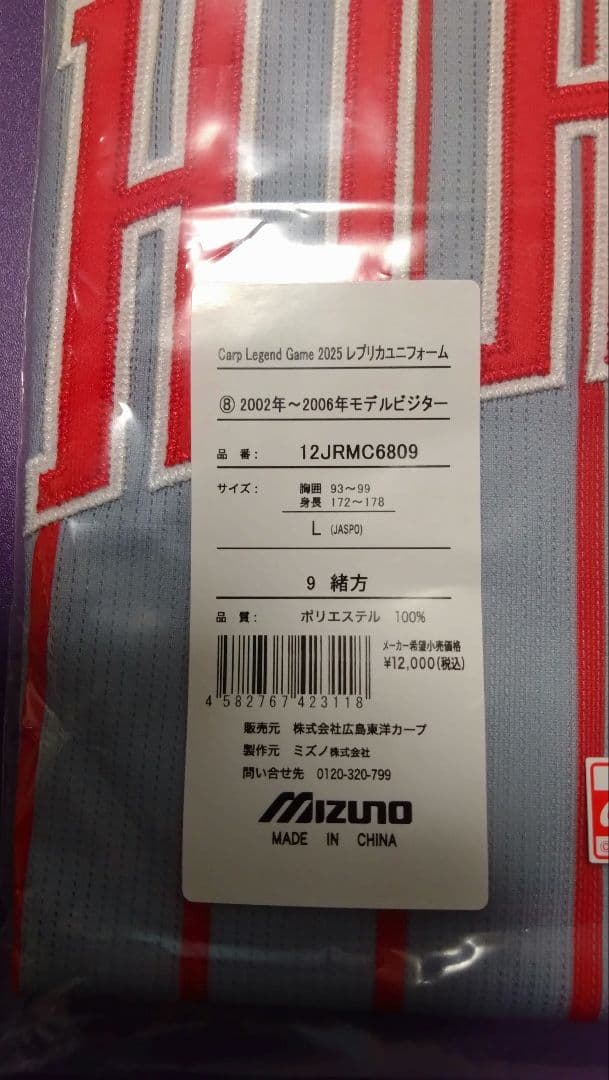 Carp Legend Game 2025 レプリカユニフォーム
⑧ 2002年～2006年モデルビジター
品 番： 12JRMC6809
サイズ： 胸囲 93～99
身長 172～178
L (JASPO)
9 緒方
品 質： ポリエステル 100%
メーカー希望小売価格
¥12,000(税込)
4 582767 423118
販売元 株式会社広島東洋カープ
製作元 ミズノ株式会社
問い合せ先 0120-320-799
MIZUNO
MADE IN CHINA